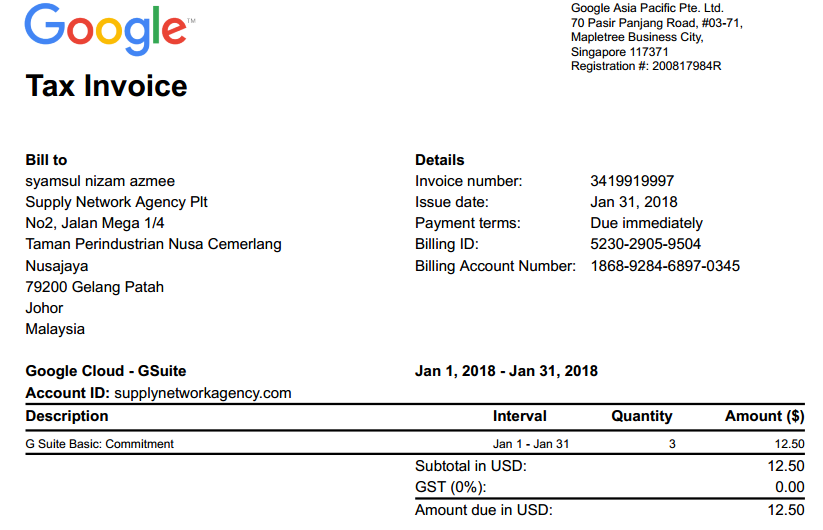 Google™
Google Asia Pacific Pte. Ltd.
70 Pasir Panjang Road, #03-71,
Mapletree Business City,
Singapore 117371
Registration #: 200817984R
Tax Invoice
Bill to
syamsul nizam azmee
Supply Network Agency Plt
No2, Jalan Mega 1/4
Taman Perindustrian Nusa Cemerlang
Nusajaya
79200 Gelang Patah
Johor
Malaysia
Details
Invoice number: 3419919997
Issue date: Jan 31, 2018
Payment terms: Due immediately
Billing ID: 5230-2905-9504
Billing Account Number: 1868-9284-6897-0345
Google Cloud - GSuite Jan 1, 2018 - Jan 31, 2018
Account ID: supplynetworkagency.com
Description Interval Quantity Amount ($)
G Suite Basic: Commitment Jan 1 - Jan 31 3 12.50
Subtotal in USD: 12.50
GST (0%): 0.00
Amount due in USD: 12.50